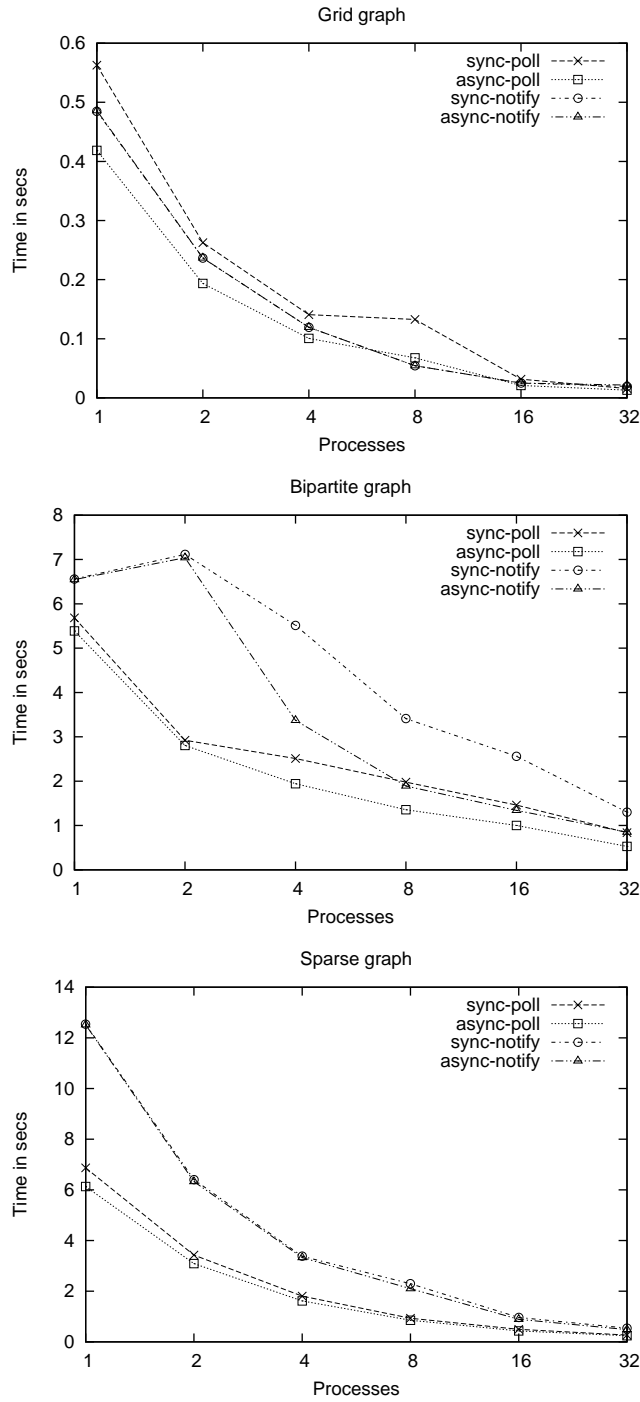 Grid graph
0.6
0.5
0.4
0.3
0.2
0.1
0
Time in secs
sync-poll
async-poll
sync-notify
async-notify
1 2 4 8 16 32
Processes
Bipartite graph
8
7
6
5
4
3
2
1
0
Time in secs
sync-poll
async-poll
sync-notify
async-notify
1 2 4 8 16 32
Processes
Sparse graph
14
12
10
8
6
4
2
0
Time in secs
sync-poll
async-poll
sync-notify
async-notify
1 2 4 8 16 32
Processes